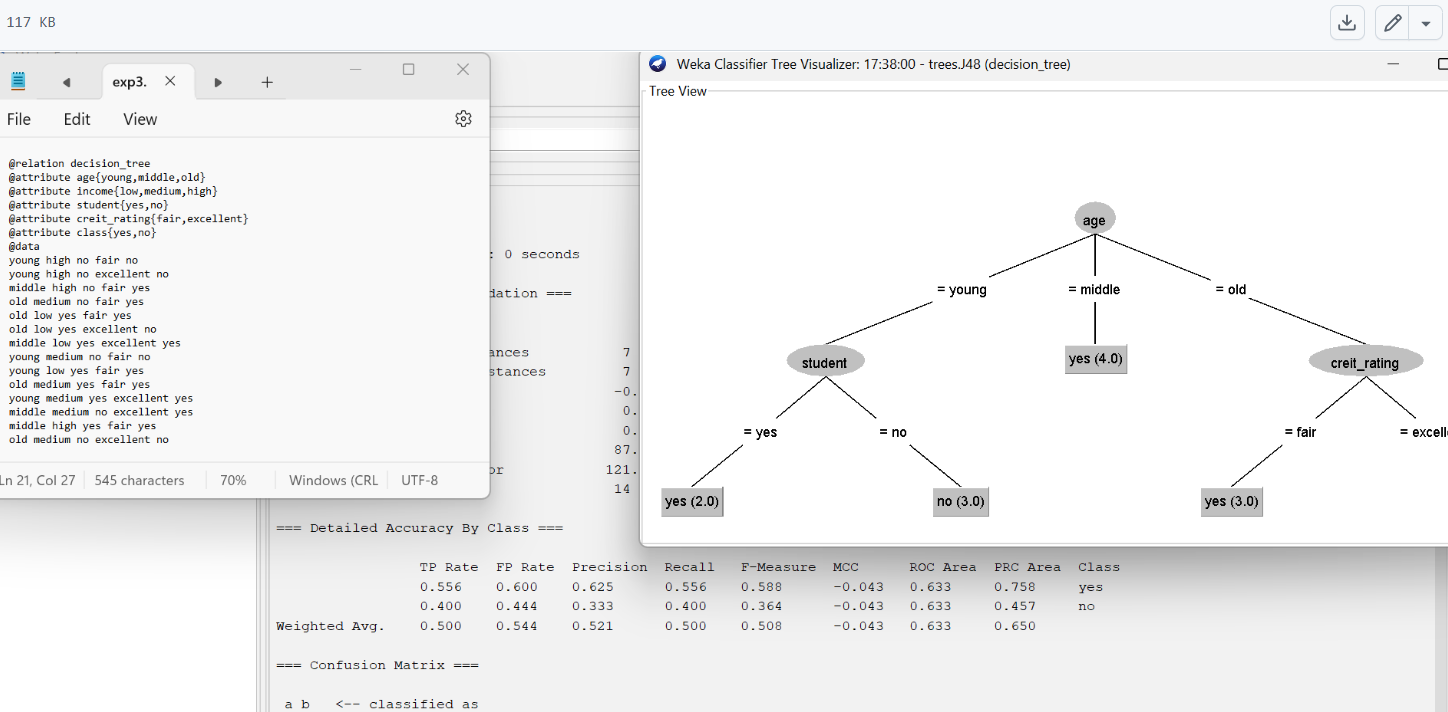 117 KB
exp3.
File Edit View
@relation decision_tree
@attribute age{young,middle,old}
@attribute income{low,medium,high}
@attribute student{yes,no}
@attribute creit_rating{fair,excellent}
@attribute class{yes,no}
@data
young high no fair no
young high no excellent no
middle high no fair yes
old medium no fair yes
old low yes fair yes
old low yes excellent no
middle low yes excellent yes
young medium no fair no
young low yes fair yes
old medium yes fair yes
young medium yes excellent yes
middle medium no excellent yes
middle high yes fair yes
old medium no excellent no
Ln 21, Col 27 545 characters 70% Windows (CRL UTF-8
Weka Classifier Tree Visualizer: 17:38:00 - trees.J48 (decision_tree)
Tree View
age
= young = middle = old
student yes (4.0) creit_rating
= yes = no = fair = excell
yes (2.0) no (3.0) yes (3.0)
: 0 seconds
dation ===
ances 7
stances 7
-0.
0.
0.
87.
or 121.
14
=== Detailed Accuracy By Class ===
TP Rate FP Rate Precision Recall F-Measure MCC ROC Area PRC Area Class
0.556 0.600 0.625 0.556 0.588 -0.043 0.633 0.758 yes
0.400 0.444 0.333 0.400 0.364 -0.043 0.633 0.457 no
Weighted Avg. 0.500 0.544 0.521 0.500 0.508 -0.043 0.633 0.650
=== Confusion Matrix ===
a b <-- classified as